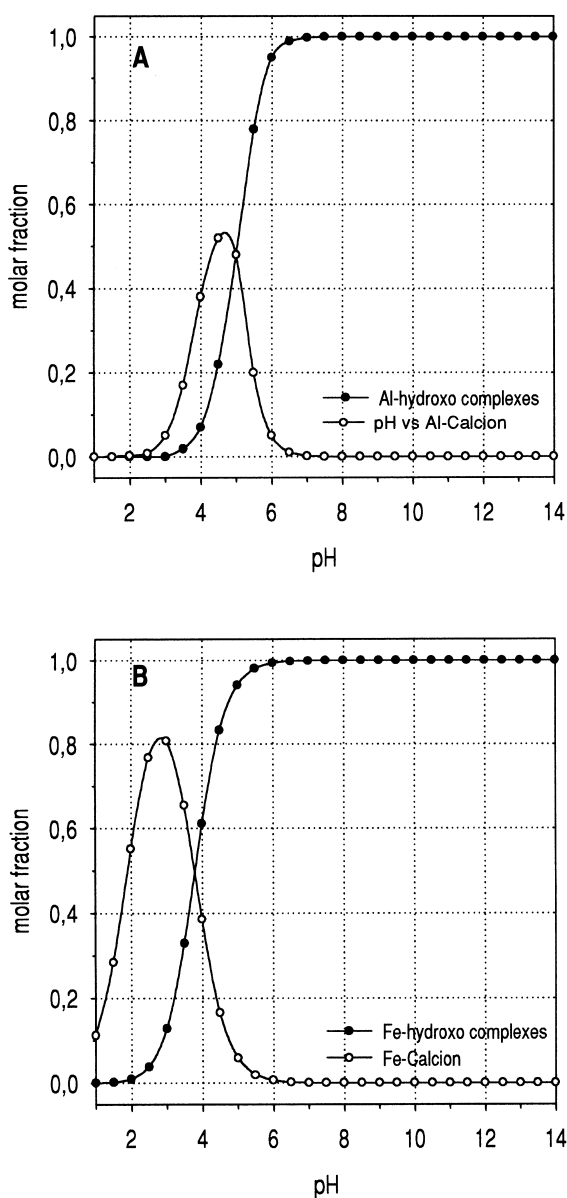 A
1,0
0,8
0,6
0,4
0,2
0,0
molar fraction
Al-hydroxo complexes
pH vs Al-Calcion
2 4 6 8 10 12 14
pH
B
1,0
0,8
0,6
0,4
0,2
0,0
molar fraction
Fe-hydroxo complexes
Fe-Calcion
2 4 6 8 10 12 14
pH